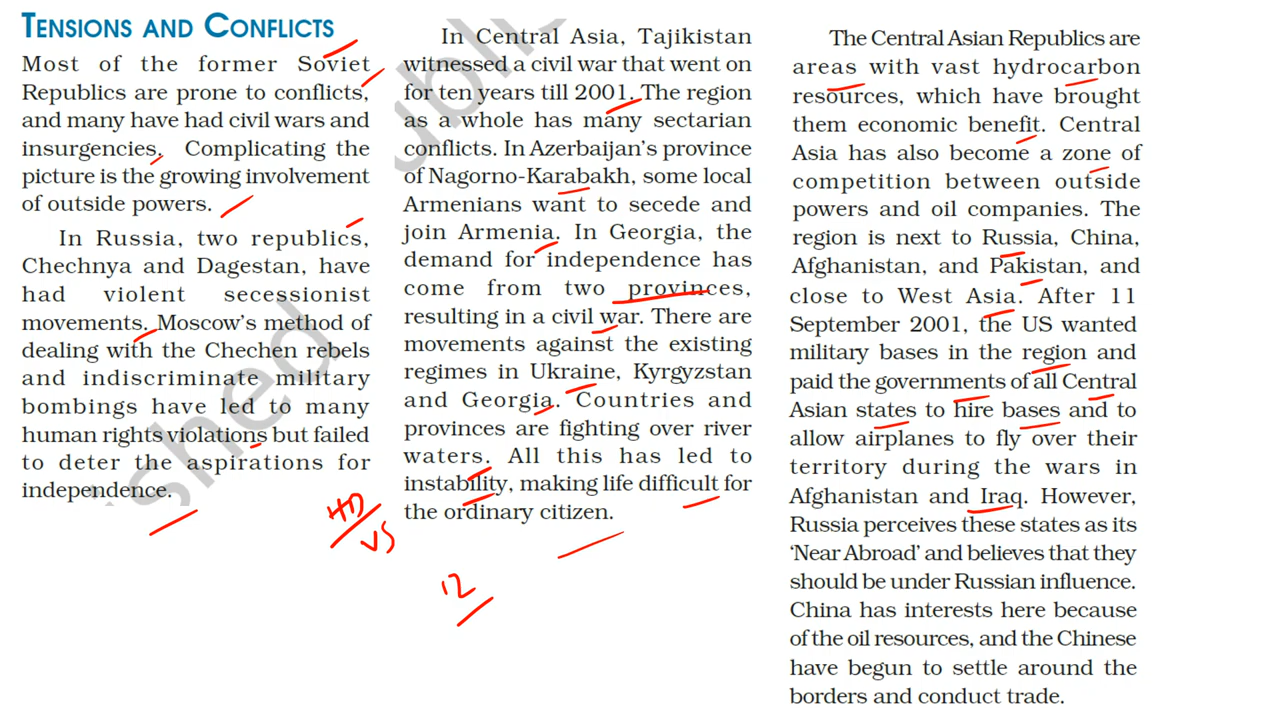 TENSIONS AND CONFLICTS
Most of the former Soviet
Republics are prone to conflicts,
and many have had civil wars and
insurgencies. Complicating the
picture is the growing involvement
of outside powers.
In Russia, two republics,
Chechnya and Dagestan, have
had violent secessionist
movements. Moscow's method of
dealing with the Chechen rebels
and indiscriminate military
bombings have led to many
human rights violations but failed
to deter the aspirations for
independence.
In Central Asia, Tajikistan
witnessed a civil war that went on
for ten years till 2001. The region
as a whole has many sectarian
conflicts. In Azerbaijan's province
of Nagorno-Karabakh, some local
Armenians want to secede and
join Armenia. In Georgia, the
demand for independence has
come from two provinces,
resulting in a civil war. There are
movements against the existing
regimes in Ukraine, Kyrgyzstan
and Georgia. Countries and
provinces are fighting over river
waters. All this has led to
instability, making life difficult for
the ordinary citizen.
HD
VS
12
The Central Asian Republics are
areas with vast hydrocarbon
resources, which have brought
them economic benefit. Central
Asia has also become a zone of
competition between outside
powers and oil companies. The
region is next to Russia, China,
Afghanistan, and Pakistan, and
close to West Asia. After 11
September 2001, the US wanted
military bases in the region and
paid the governments of all Central
Asian states to hire bases and to
allow airplanes to fly over their
territory during the wars in
Afghanistan and Iraq. However,
Russia perceives these states as its
'Near Abroad' and believes that they
should be under Russian influence.
China has interests here because
of the oil resources, and the Chinese
have begun to settle around the
borders and conduct trade.